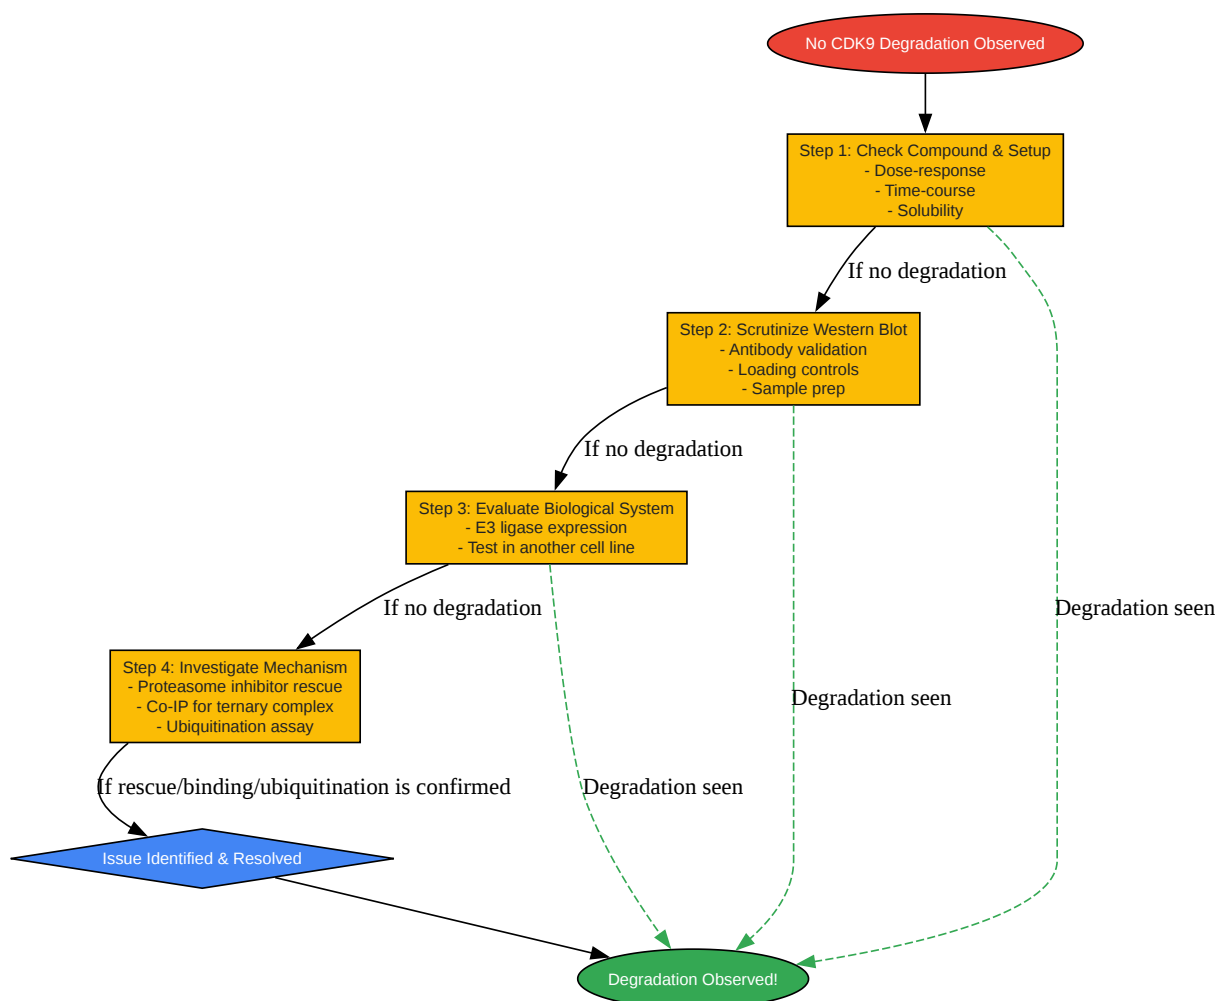 No CDK9 Degradation Observed
Step 1: Check Compound & Setup
- Dose-response
- Time-course
- Solubility
If no degradation
Step 2: Scrutinize Western Blot
- Antibody validation
- Loading controls
- Sample prep
If no degradation
Step 3: Evaluate Biological System
- E3 ligase expression
- Test in another cell line
If no degradation
Degradation seen
Step 4: Investigate Mechanism
- Proteasome inhibitor rescue
- Co-IP for ternary complex
- Ubiquitination assay
Degradation seen
If rescue/binding/ubiquitination is confirmed
Degradation seen
Issue Identified & Resolved
Degradation Observed!